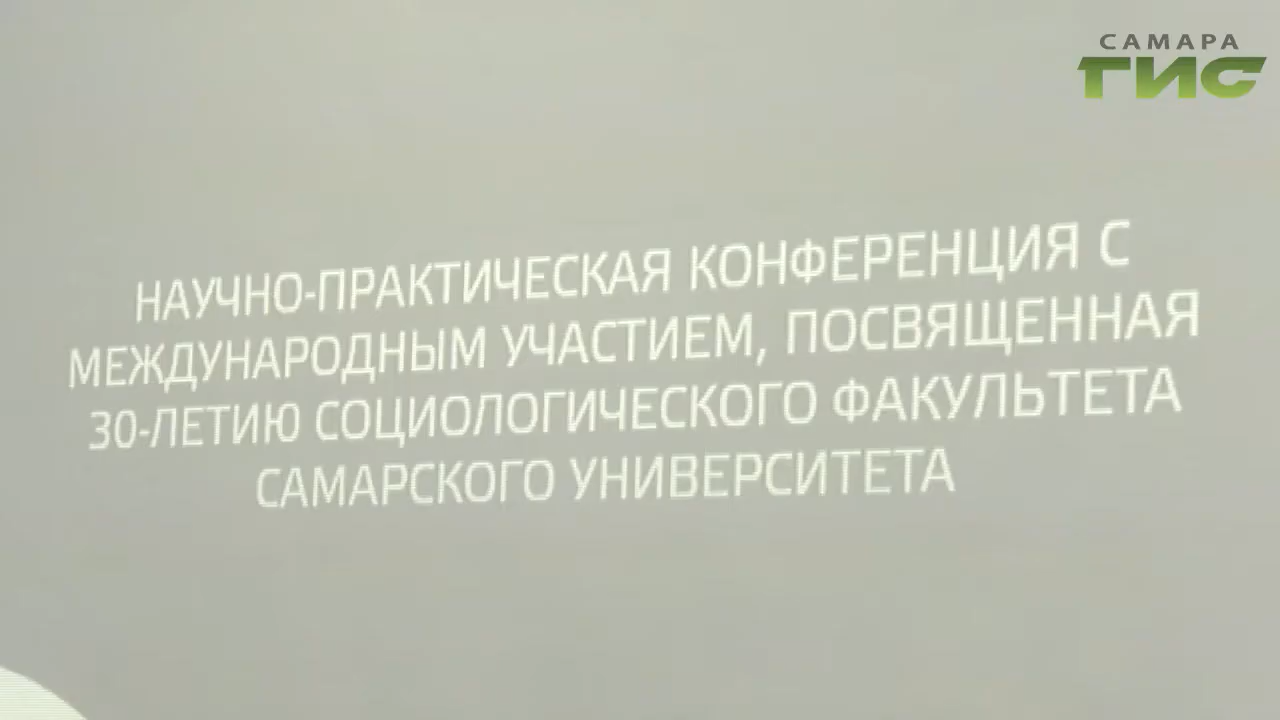 САМАРА
ГИС
НАУЧНО-ПРАКТИЧЕСКАЯ КОНФЕРЕНЦИЯ С
МЕЖДУНАРОДНЫМ УЧАСТИЕМ, ПОСВЯЩЕННАЯ
30-ЛЕТИЮ СОЦИОЛОГИЧЕСКОГО ФАКУЛЬТЕТА
САМАРСКОГО УНИВЕРСИТЕТА